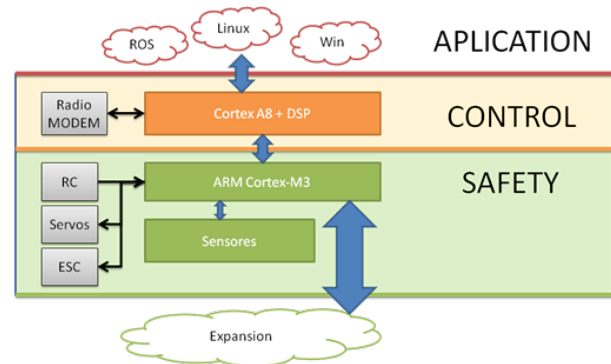 ROS
Linux
Win
APLICATION
Radio
MODEM
Cortex A8 + DSP
CONTROL
RC
ARM Cortex-M3
SAFETY
Servos
Sensores
ESC
Expansion